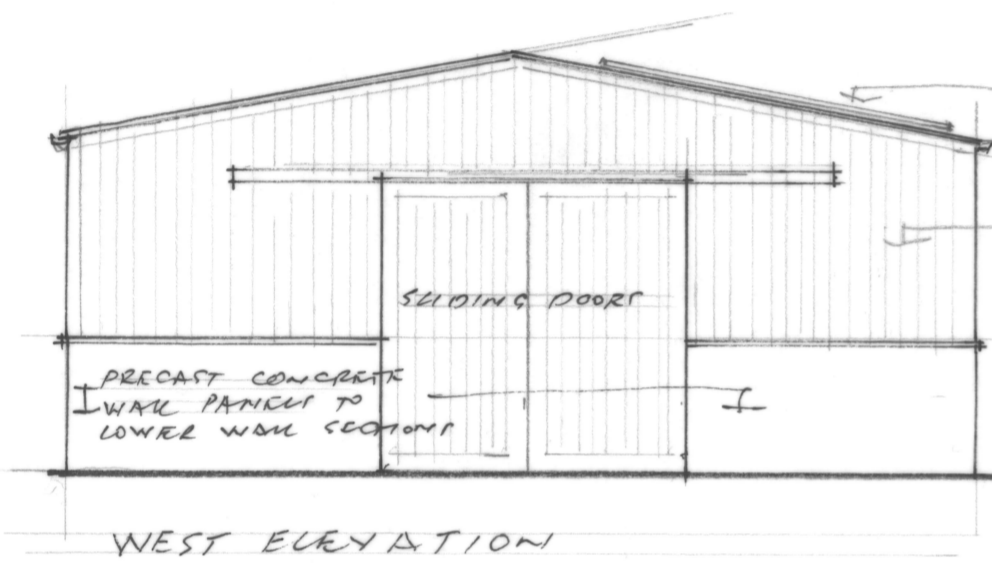 SLIDING DOORS
PRECAST CONCRETE
WALL PANELS TO
LOWER WALL SECTIONS
WEST ELEVATION